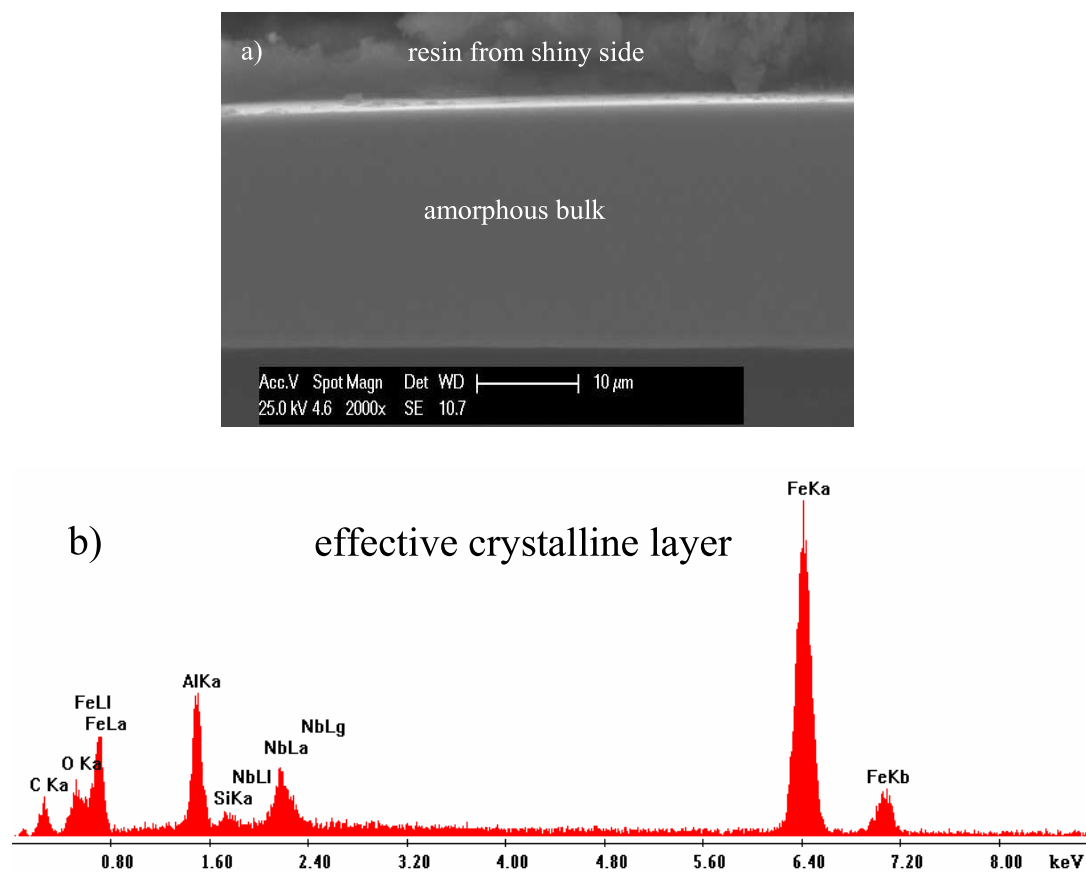 a)
resin from shiny side
amorphous bulk
Acc.V Spot Magn Det WD 10 µm
25.0 kV 4.6 2000x SE 10.7
b)
effective crystalline layer
FeKa
AlKa
FeLl
FeLa
NbLg
NbLa
O Ka
NbLl
C Ka
SiKa
FeKb
0.80 1.60 2.40 3.20 4.00 4.80 5.60 6.40 7.20 8.00 keV